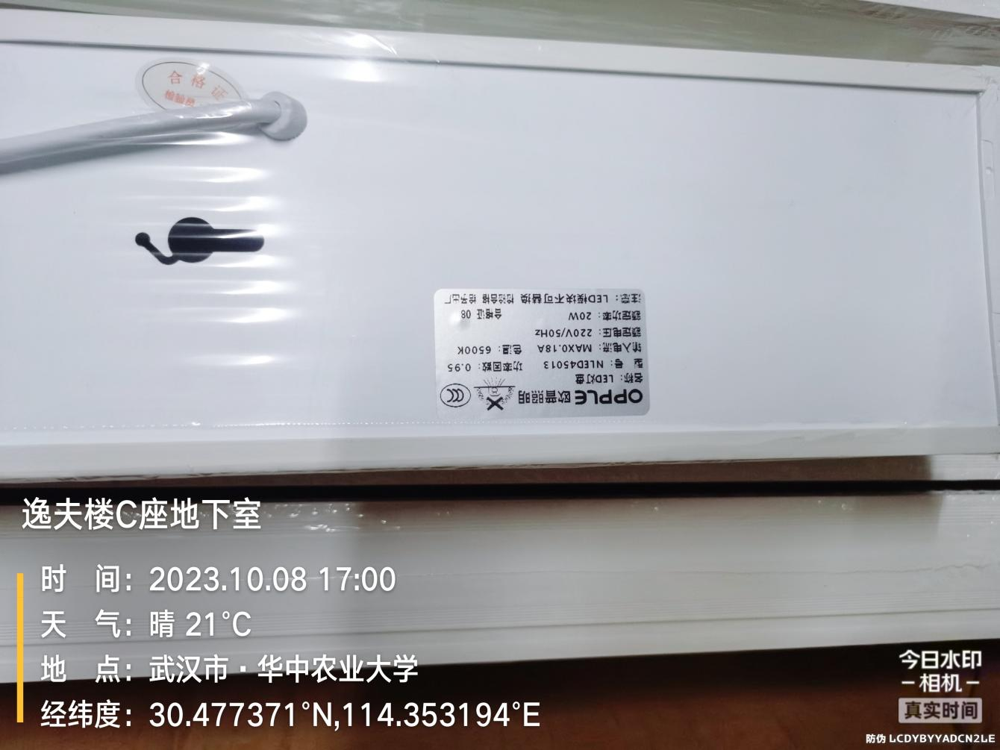 合格证
检验员
OPPLE 欧普照明
名称：LED灯盘
型 号：NLED45013 功率因数：0.95
输入电流：MAX0.18A 色温：6500K
额定电压：220V/50Hz
额定功率：20W 合格证 08
注意：LED模块不可替换 检验合格 给予出厂
逸夫楼C座地下室
时 间：2023.10.08 17:00
天 气：晴 21°C
地 点：武汉市·华中农业大学
经纬度：30.477371°N,114.353194°E
今日水印
相机
真实时间
防伪 LCDYBYYADCN2LE